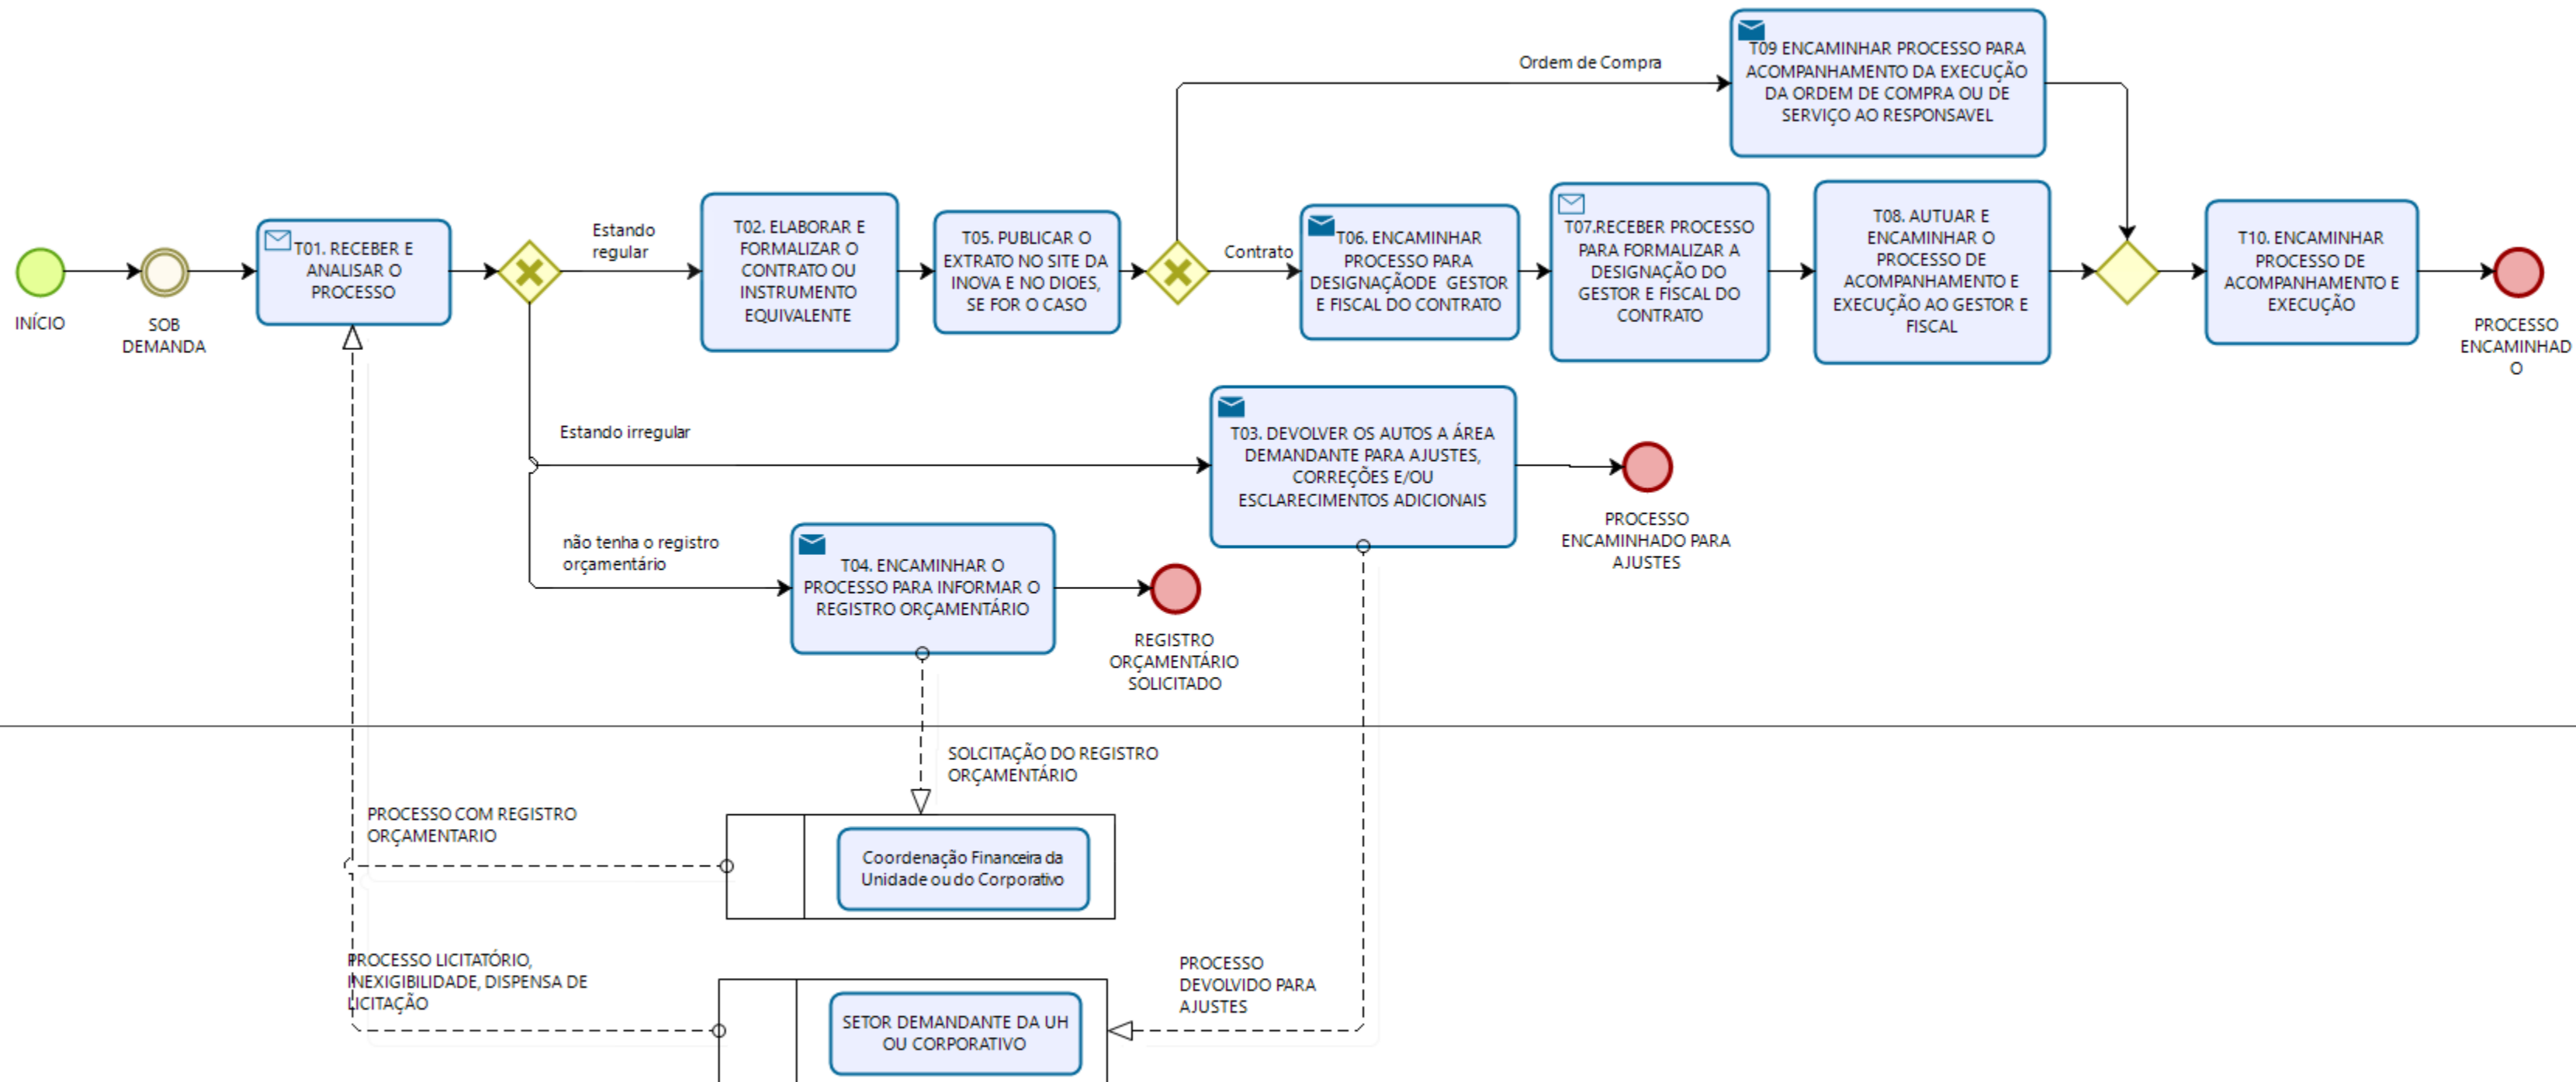 INÍCIO
SOB
DEMANDA
T01. RECEBER E
ANALISAR O
PROCESSO
Estando
regular
T02. ELABORAR E
FORMALIZAR O
CONTRATO OU
INSTRUMENTO
EQUIVALENTE
T05. PUBLICAR O
EXTRATO NO SITE DA
INOVA E NO DIOES,
SE FOR O CASO
Ordem de Compra
T09 ENCAMINHAR PROCESSO PARA
ACOMPANHAMENTO DA EXECUÇÃO
DA ORDEM DE COMPRA OU DE
SERVIÇO AO RESPONSAVEL
Contrato
T06. ENCAMINHAR
PROCESSO PARA
DESIGNAÇÃODE GESTOR
E FISCAL DO CONTRATO
T07.RECEBER PROCESSO
PARA FORMALIZAR A
DESIGNAÇÃO DO
GESTOR E FISCAL DO
CONTRATO
T08. AUTUAR E
ENCAMINHAR O
PROCESSO DE
ACOMPANHAMENTO E
EXECUÇÃO AO GESTOR E
FISCAL
T10. ENCAMINHAR
PROCESSO DE
ACOMPANHAMENTO E
EXECUÇÃO
PROCESSO
ENCAMINHAD
O
Estando irregular
T03. DEVOLVER OS AUTOS A ÁREA
DEMANDANTE PARA AJUSTES,
CORREÇÕES E/OU
ESCLARECIMENTOS ADICIONAIS
PROCESSO
ENCAMINHADO PARA
AJUSTES
não tenha o registro
orçamentário
T04. ENCAMINHAR O
PROCESSO PARA INFORMAR O
REGISTRO ORÇAMENTÁRIO
REGISTRO
ORÇAMENTÁRIO
SOLICITADO
SOLCITAÇÃO DO REGISTRO
ORÇAMENTÁRIO
PROCESSO COM REGISTRO
ORÇAMENTARIO
Coordenação Financeira da
Unidade ou do Corporativo
PROCESSO LICITATÓRIO,
INEXIGIBILIDADE, DISPENSA DE
LICITAÇÃO
SETOR DEMANDANTE DA UH
OU CORPORATIVO
PROCESSO
DEVOLVIDO PARA
AJUSTES